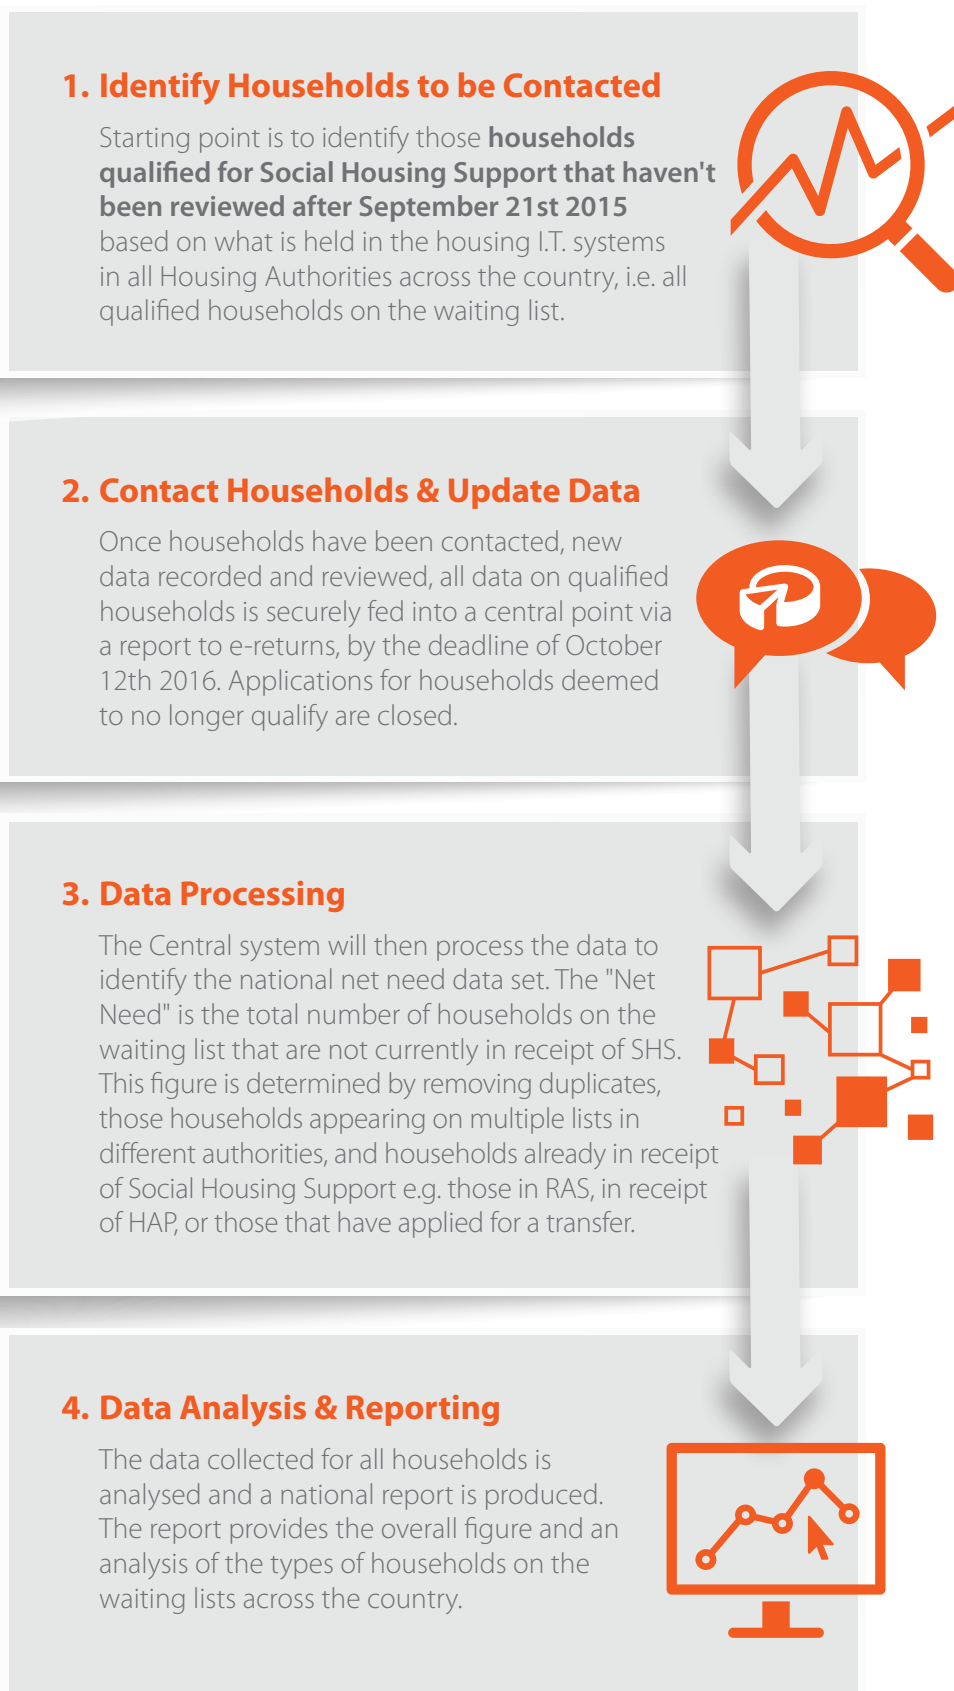 1. Identify Households to be Contacted
Starting point is to identify those households
qualified for Social Housing Support that haven't
been reviewed after September 21st 2015
based on what is held in the housing I.T. systems
in all Housing Authorities across the country, i.e. all
qualified households on the waiting list.
2. Contact Households & Update Data
Once households have been contacted, new
data recorded and reviewed, all data on qualified
households is securely fed into a central point via
a report to e-returns, by the deadline of October
12th 2016. Applications for households deemed
to no longer qualify are closed.
3. Data Processing
The Central system will then process the data to
identify the national net need data set. The "Net
Need" is the total number of households on the
waiting list that are not currently in receipt of SHS.
This figure is determined by removing duplicates,
those households appearing on multiple lists in
different authorities, and households already in receipt
of Social Housing Support e.g. those in RAS, in receipt
of HAP, or those that have applied for a transfer.
4. Data Analysis & Reporting
The data collected for all households is
analysed and a national report is produced.
The report provides the overall figure and an
analysis of the types of households on the
waiting lists across the country.